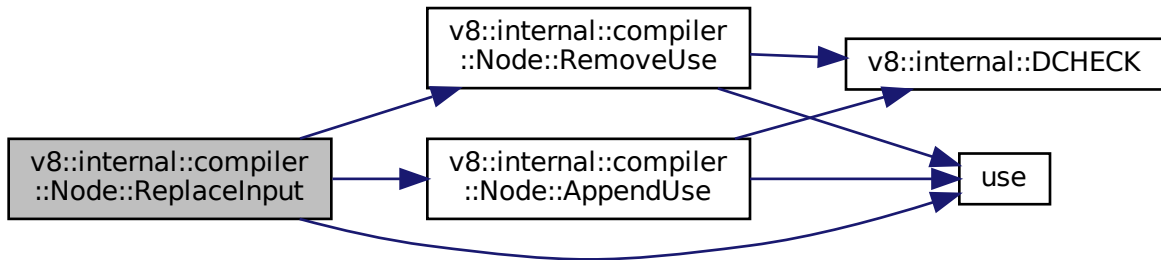 v8::internal::compiler
::Node::RemoveUse
v8::internal::DCHECK
v8::internal::compiler
::Node::ReplaceInput
v8::internal::compiler
::Node::AppendUse
use